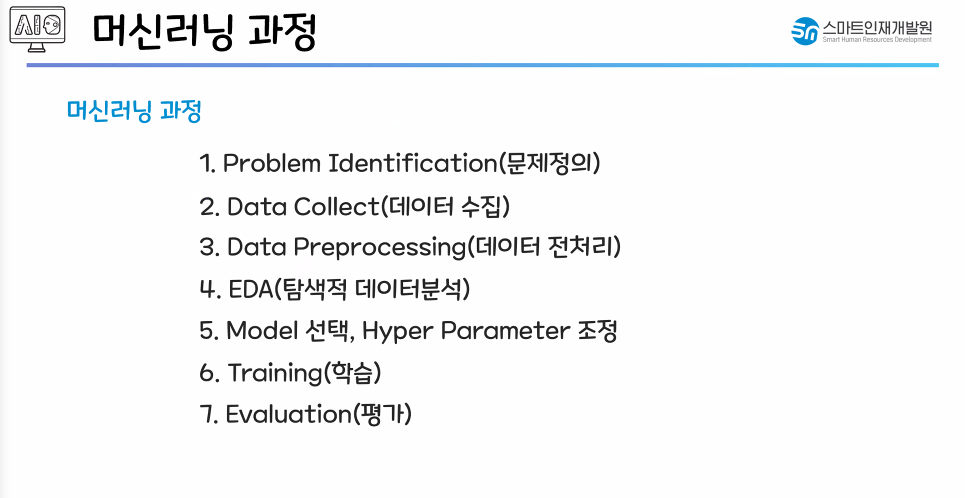 AI
머신러닝 과정
스마트인재개발원
Smart Human Resources Development
머신러닝 과정
1. Problem Identification(문제정의)
2. Data Collect(데이터 수집)
3. Data Preprocessing(데이터 전처리)
4. EDA(탐색적 데이터분석)
5. Model 선택, Hyper Parameter 조정
6. Training(학습)
7. Evaluation(평가)